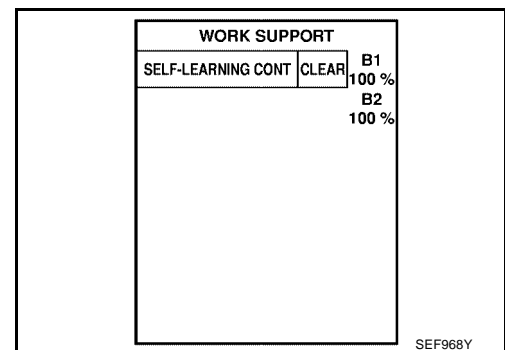 WORK SUPPORT
SELF-LEARNING CONT CLEAR B1
100 %
B2
100 %
SEF968Y